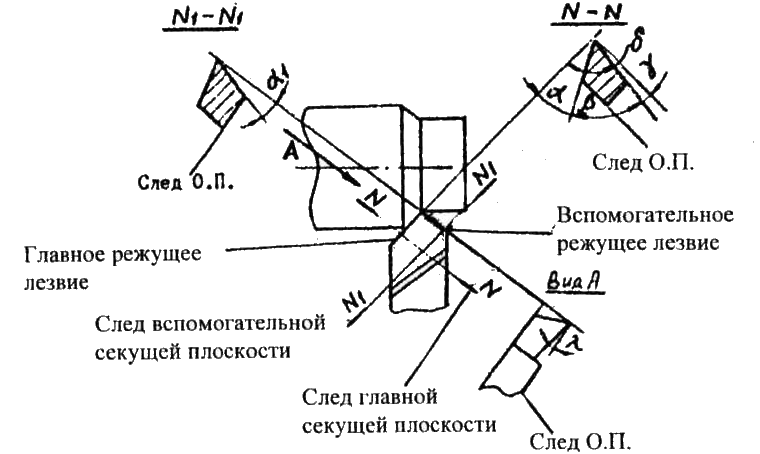 N₁ – N₁
N – N
α₁
δ
γ
α
β
След О.П.
A
След О.П.
N
N₁
Вспомогательное
режущее лезвие
Главное режущее
лезвие
Вид А
N₁
N
След вспомогательной
секущей плоскости
λ
След главной
секущей плоскости
След О.П.